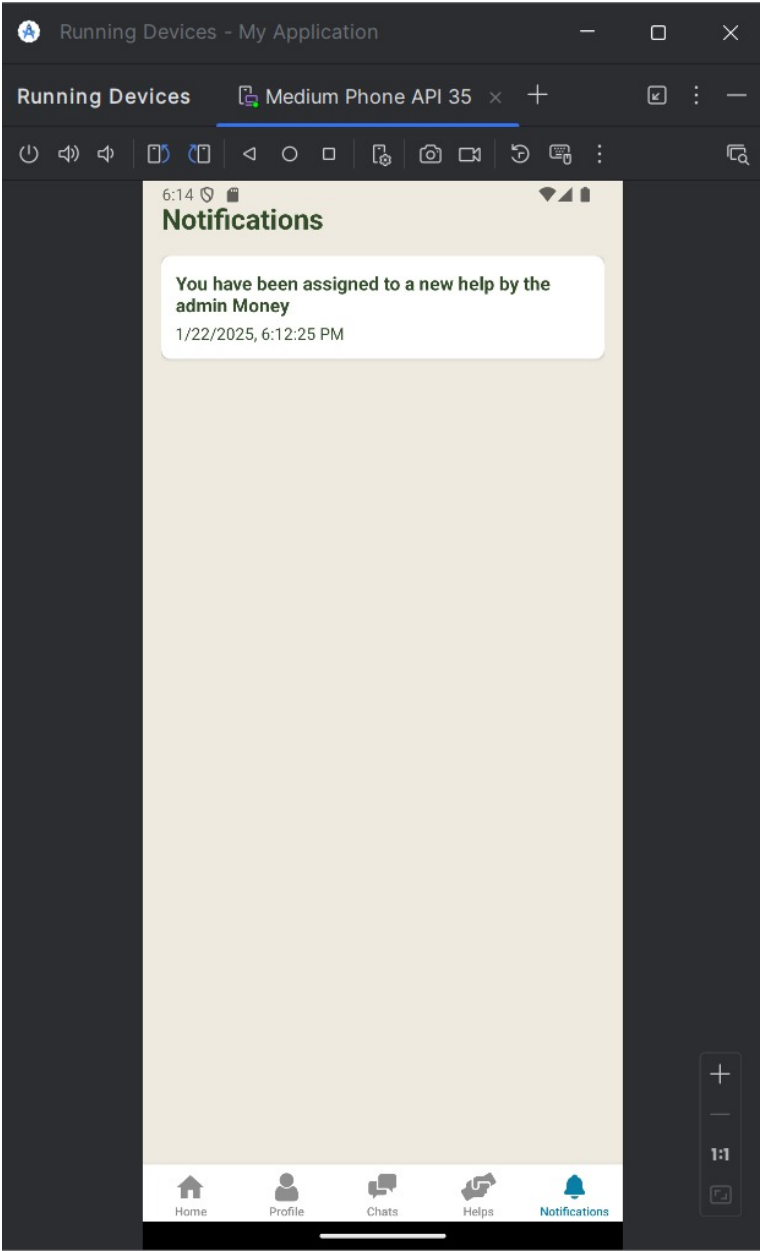 Running Devices - My Application
Running Devices
Medium Phone API 35
6:14
Notifications
You have been assigned to a new help by the
admin Money
1/22/2025, 6:12:25 PM
1:1
Home
Profile
Chats
Helps
Notifications